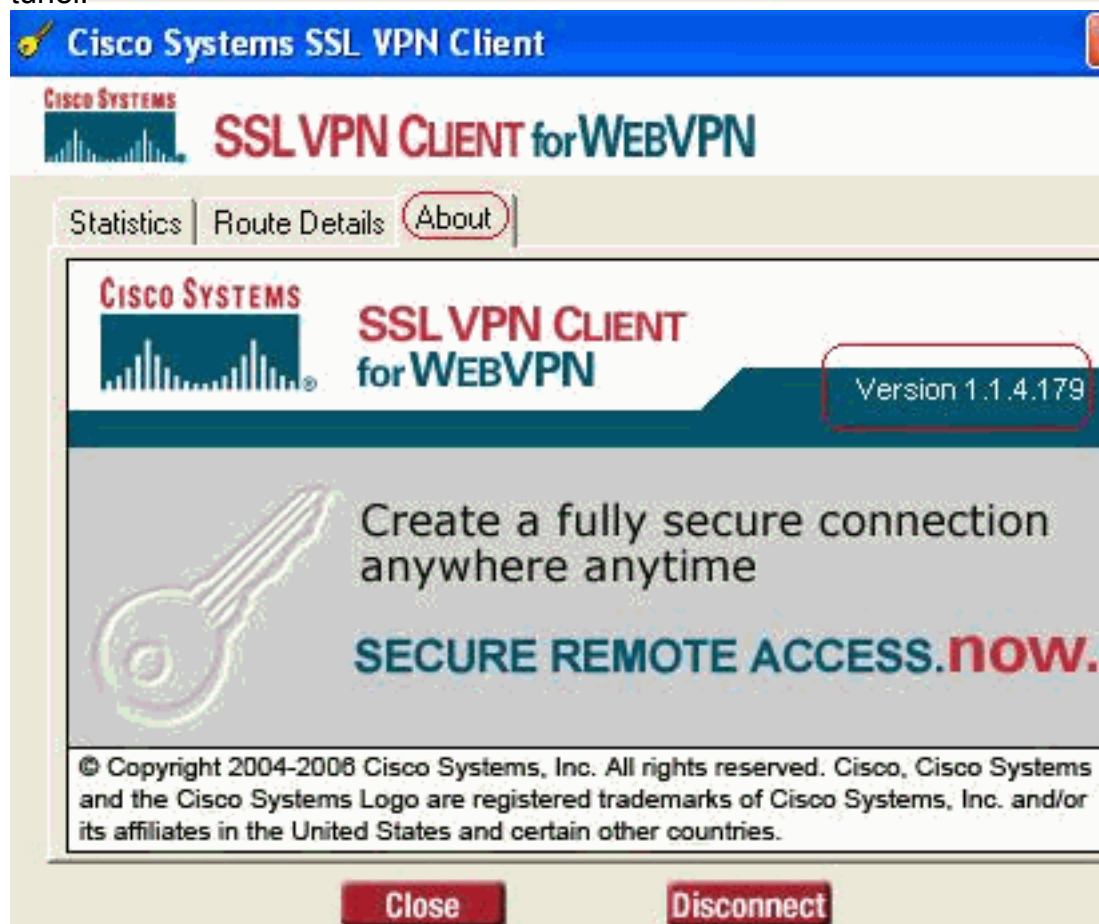 Cisco Systems SSL VPN Client
CISCO SYSTEMS
SSL VPN CLIENT for WEBVPN
Statistics Route Details About
CISCO SYSTEMS
SSL VPN CLIENT
for WEBVPN
Version 1.1.4.179
Create a fully secure connection
anywhere anytime
SECURE REMOTE ACCESS.now.
© Copyright 2004-2006 Cisco Systems, Inc. All rights reserved. Cisco, Cisco Systems
and the Cisco Systems Logo are registered trademarks of Cisco Systems, Inc. and/or
its affiliates in the United States and certain other countries.
Close Disconnect